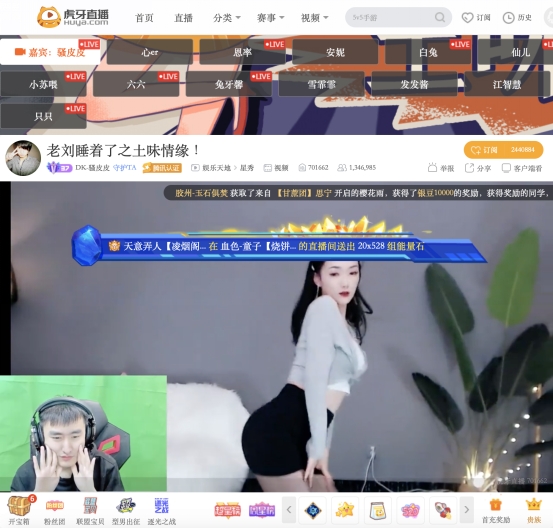 虎牙直播 首页 直播 分类 赛事 视频 5v5手游 订阅 历史
HUYA.com
嘉宾：骚皮皮 LIVE 心er 恩率 LIVE 安妮 白兔 LIVE 仙儿 LIVE
小苏喂 LIVE 六六 LIVE 兔牙馨 LIVE 雪霏霏 发发酱 江智慧 LIVE
只只 LIVE
老刘睡着了之土味情缘！ 订阅 2440884
DK-骚皮皮 守护TA 腾讯认证 娱乐天地 > 星秀 视频 701662 1,346,985 举报 分享 客户端看
胶州-玉石俱焚 获取了来自 【甘蔗团】思宁 开启的樱花雨，获得了银豆10000的奖励，获得奖励的同学，
天意弄人【凌烟阁... 在 血色-童子【烧饼... 的直播间送出 20x528 组能量石
6
开宝箱 粉丝团 联盟宝贝 型男出征 逐光之战 首充奖励 贵族